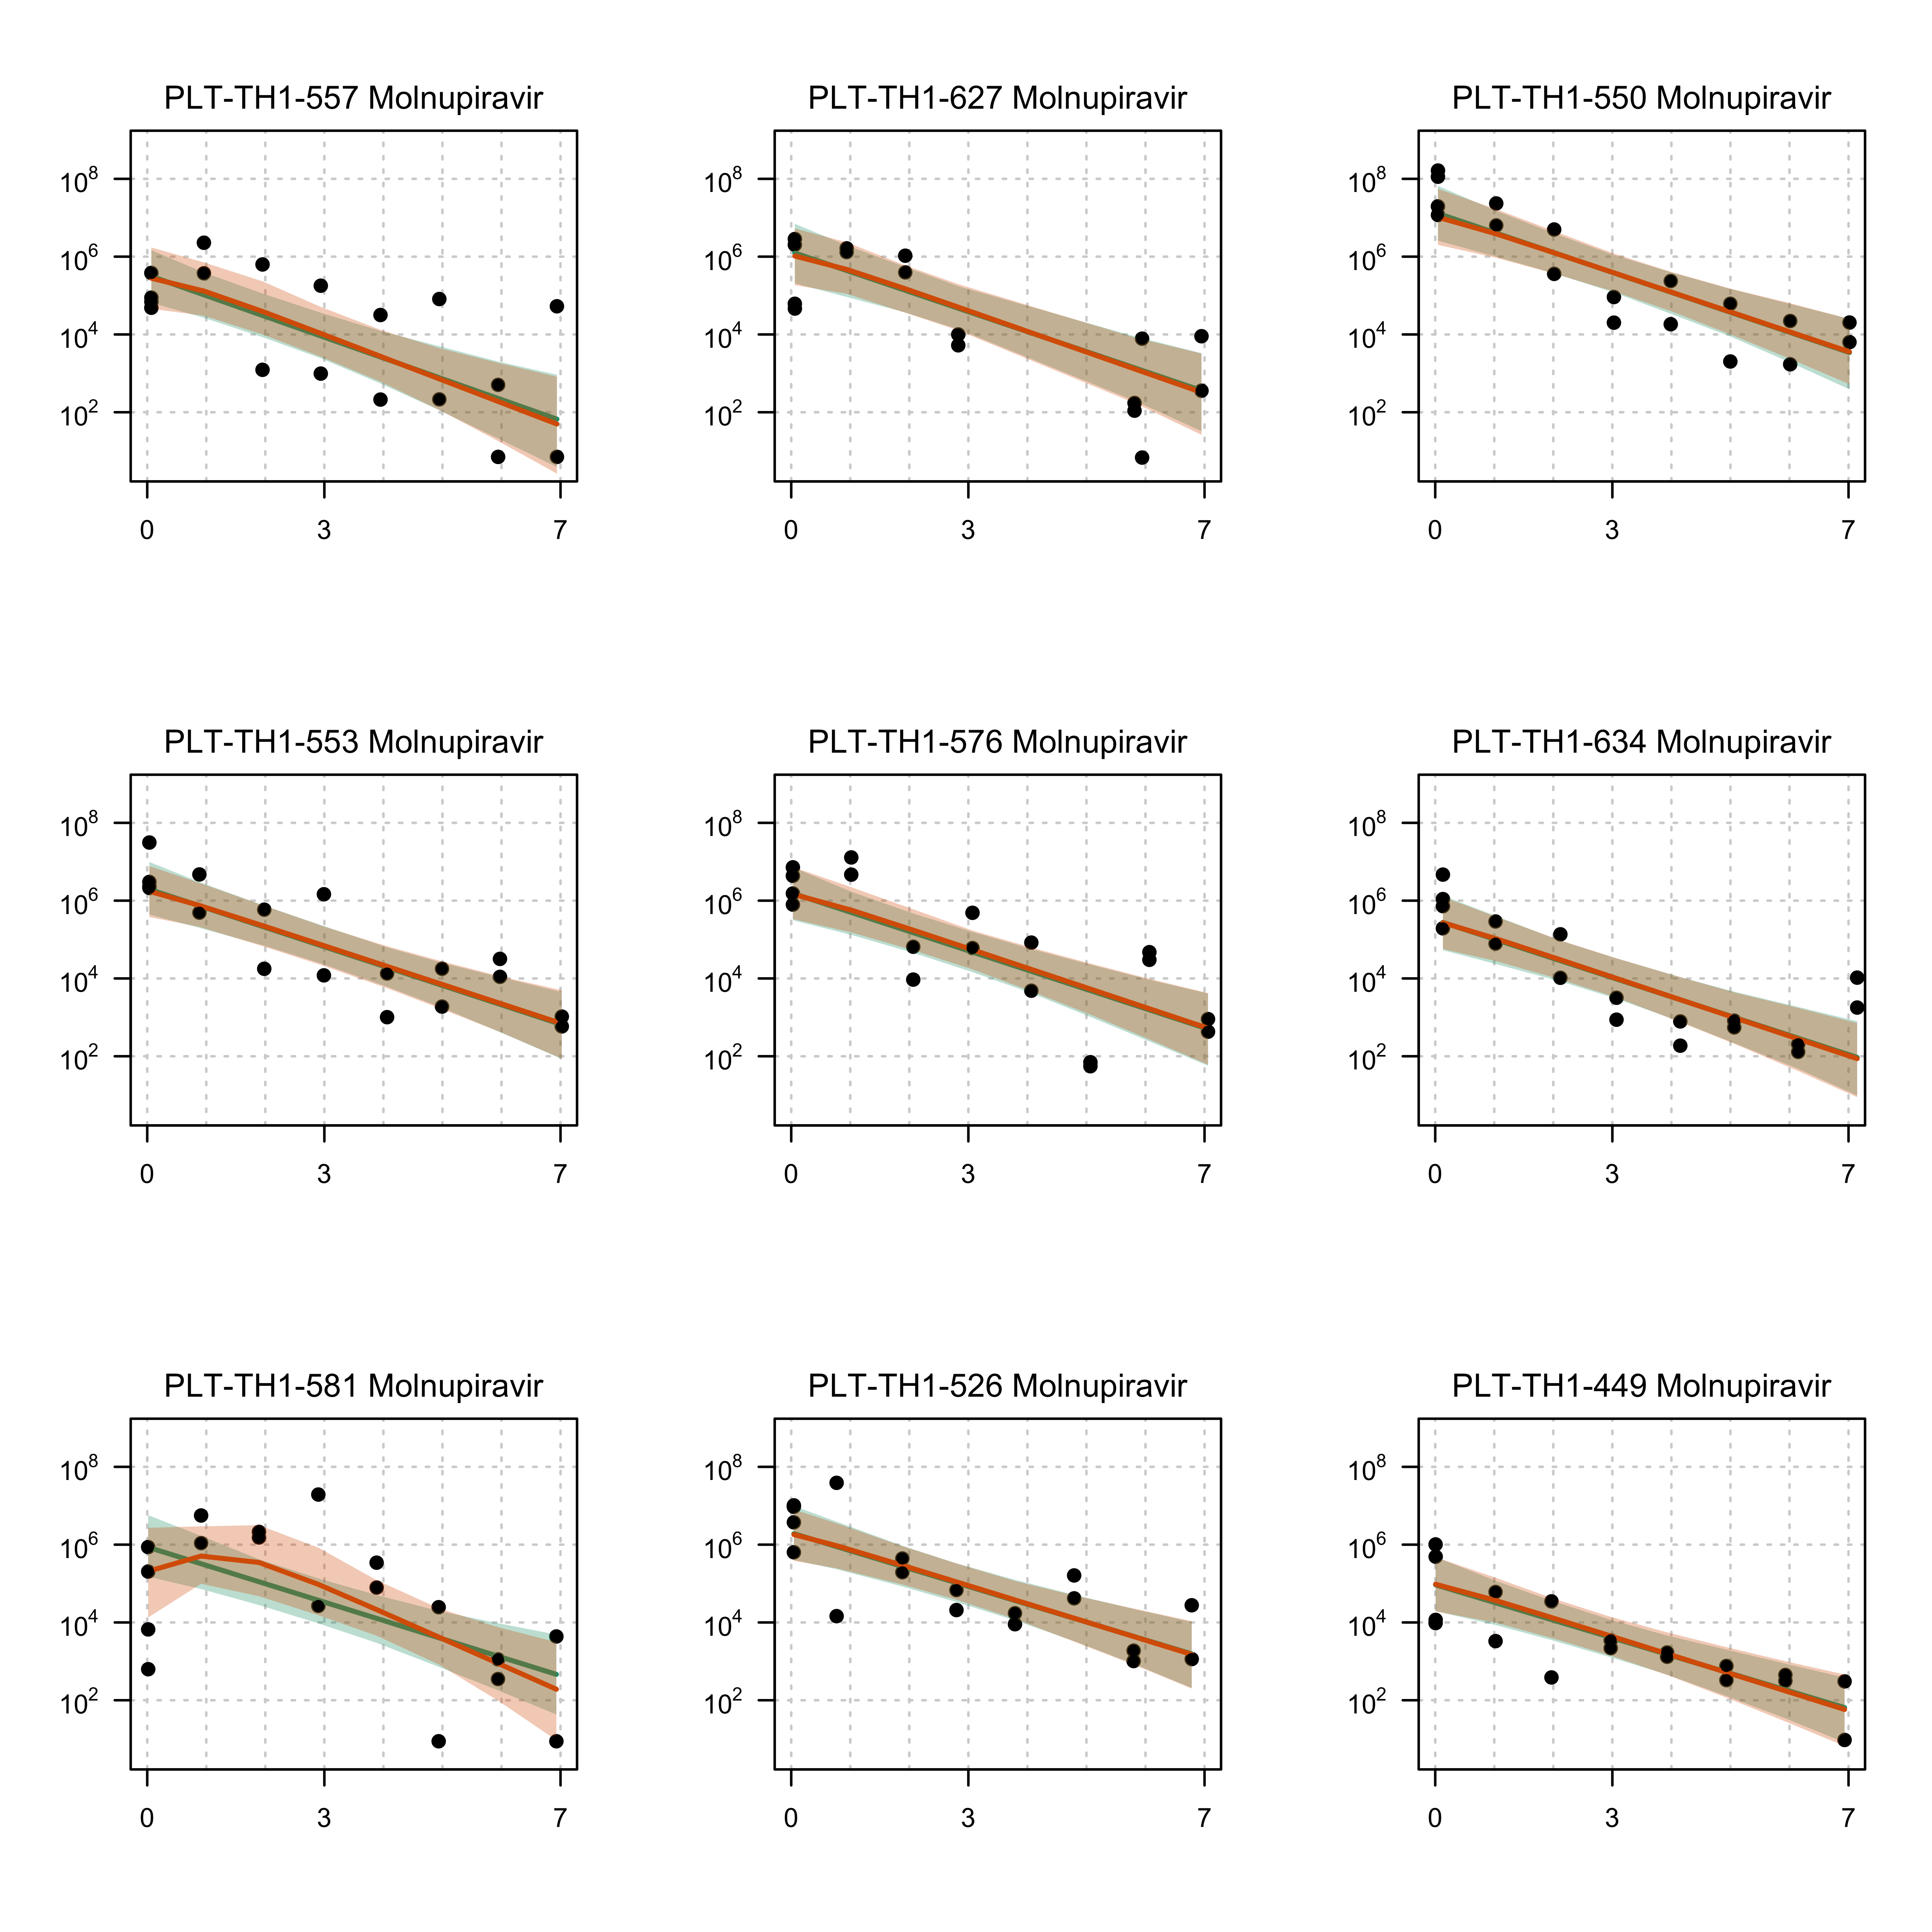 PLT-TH1-557 Molnupiravir
10^8
10^6
10^4
10^2
0 3 7
PLT-TH1-627 Molnupiravir
10^8
10^6
10^4
10^2
0 3 7
PLT-TH1-550 Molnupiravir
10^8
10^6
10^4
10^2
0 3 7
PLT-TH1-553 Molnupiravir
10^8
10^6
10^4
10^2
0 3 7
PLT-TH1-576 Molnupiravir
10^8
10^6
10^4
10^2
0 3 7
PLT-TH1-634 Molnupiravir
10^8
10^6
10^4
10^2
0 3 7
PLT-TH1-581 Molnupiravir
10^8
10^6
10^4
10^2
0 3 7
PLT-TH1-526 Molnupiravir
10^8
10^6
10^4
10^2
0 3 7
PLT-TH1-449 Molnupiravir
10^8
10^6
10^4
10^2
0 3 7